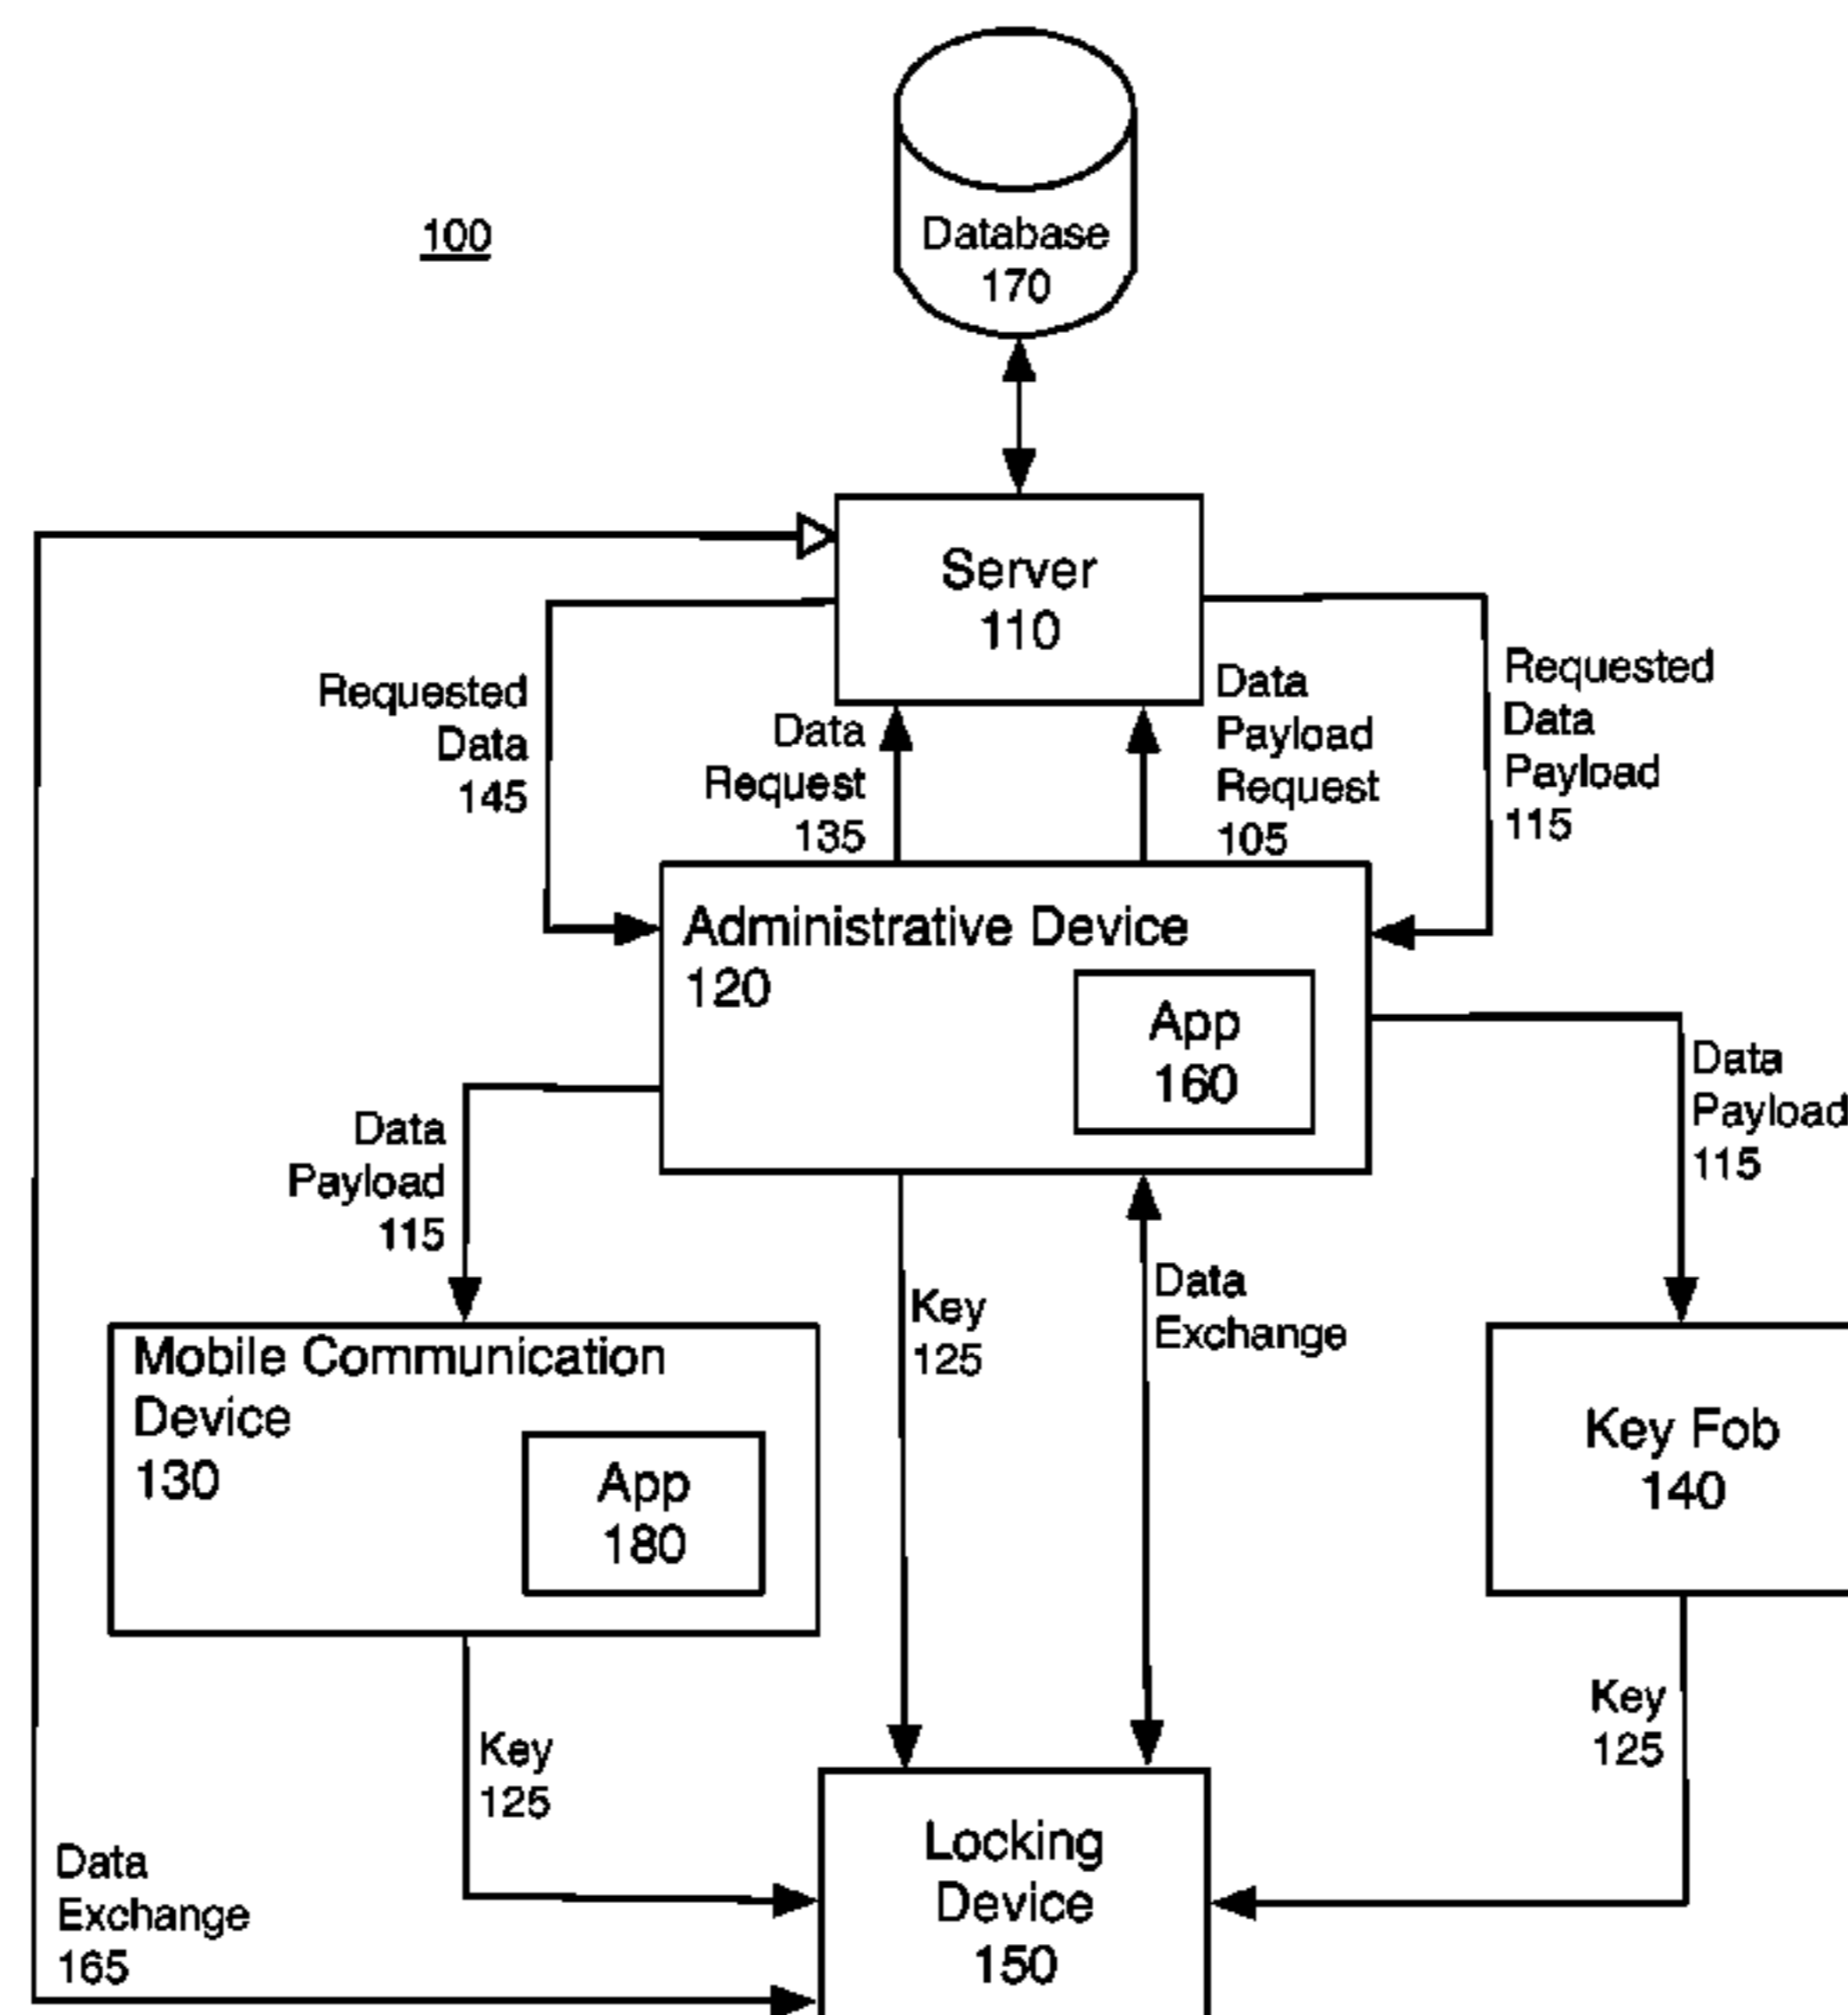 100
Database
170
Server
110
Requested
Data
145
Data
Request
135
Data
Payload
Request
105
Requested
Data
Payload
115
Administrative Device
120
App
160
Data
Payload
115
Data
Payload
115
Mobile Communication
Device
130
App
180
Key
125
Data
Exchange
Key Fob
140
Key
125
Key
125
Locking
Device
150
Data
Exchange
165